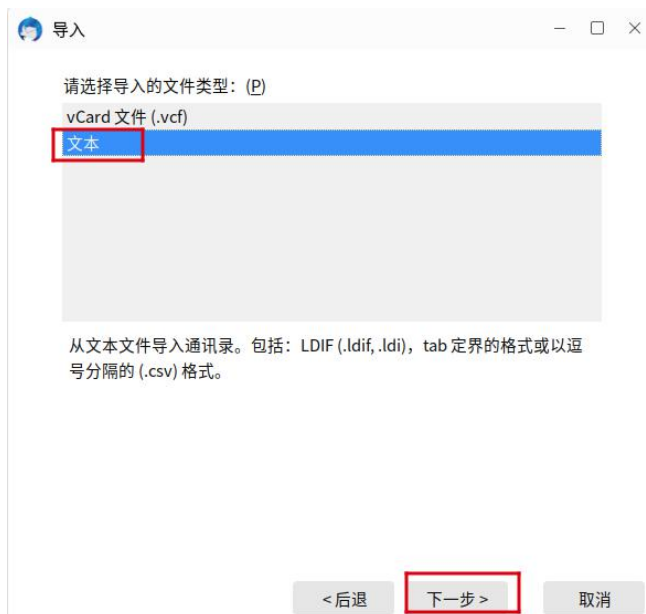 导入
请选择导入的文件类型：(P)
vCard 文件 (.vcf)
文本
从文本文件导入通讯录。包括：LDIF (.ldif, .ldi)，tab 定界的格式或以逗
号分隔的 (.csv) 格式。
<后退 下一步> 取消